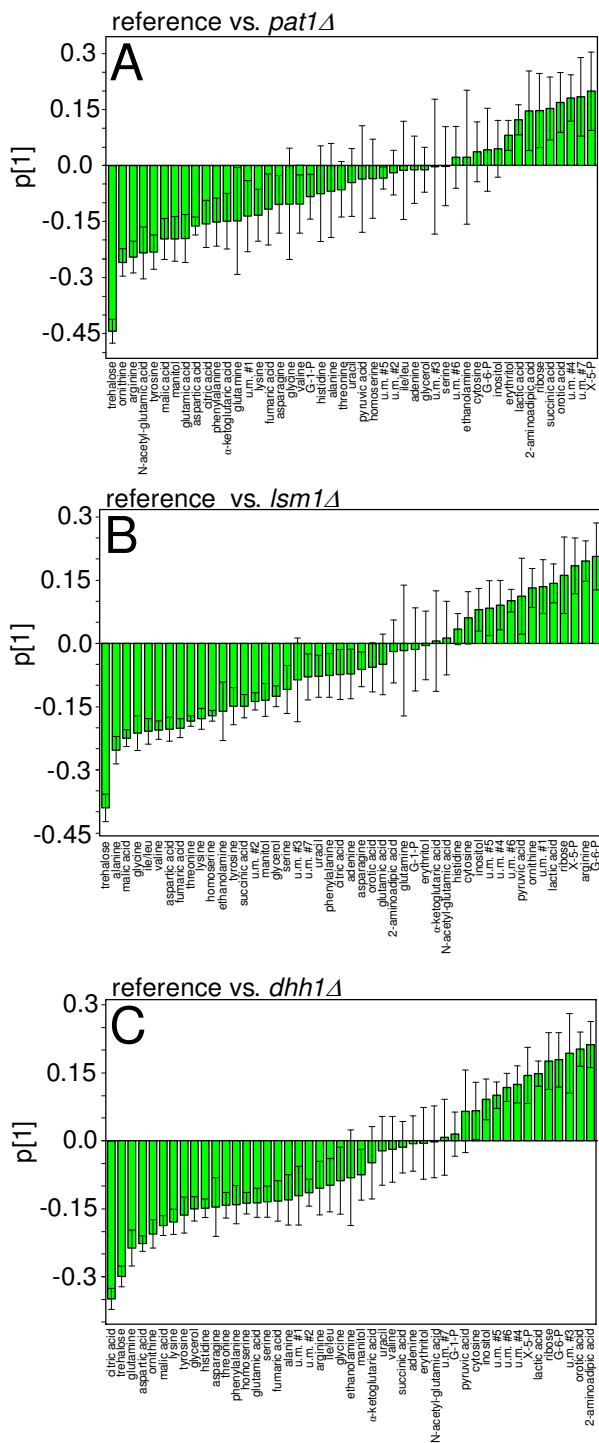 reference vs. pat1Δ
A
p[1]
0.3
0.15
0.0
-0.15
-0.3
-0.45
trehalose
ornithine
arginine
N-acetyl-glutamic acid
tyrosine
malic acid
manitol
glutamic acid
aspartic acid
citric acid
phenylalanine
α-ketoglutaric acid
glutamine
u.m. #1
lysine
fumaric acid
asparagine
glycine
valine
G-1-P
histidine
alanine
threonine
uracil
pyruvic acid
homoserine
u.m. #5
u.m. #2
ile/leu
adenine
glycerol
u.m. #3
serine
u.m. #6
ethanolamine
cytosine
G-6-P
inositol
erythritol
lactic acid
2-aminoadipic acid
ribose
succinic acid
orotic acid
u.m. #4
u.m. #7
X-5-P
reference vs. lsm1Δ
B
p[1]
0.3
0.15
0.0
-0.15
-0.3
-0.45
trehalose
alanine
malic acid
glycine
ile/leu
valine
aspartic acid
fumaric acid
threonine
lysine
homoserine
ethanolamine
tyrosine
succinic acid
u.m. #2
manitol
glycerol
serine
u.m. #3
u.m. #7
uracil
phenylalanine
citric acid
adenine
asparagine
orotic acid
glutamic acid
2-aminoadipic acid
glutamine
G-1-P
erythritol
α-ketoglutaric acid
N-acetyl-glutamic acid
histidine
cytosine
inositol
u.m. #5
u.m. #4
u.m. #6
pyruvic acid
ornithine
u.m. #1
lactic acid
ribose
X-5-P
arginine
G-6-P
reference vs. dhh1Δ
C
p[1]
0.3
0.15
0.0
-0.15
-0.3
citric acid
trehalose
glutamine
aspartic acid
ornithine
malic acid
lysine
tyrosine
glycerol
histidine
asparagine
threonine
phenylalanine
homoserine
glutamic acid
serine
fumaric acid
alanine
u.m. #1
u.m. #2
arginine
ile/leu
glycine
ethanolamine
manitol
α-ketoglutaric acid
uracil
valine
succinic acid
adenine
erythritol
N-acetyl-glutamic acid
u.m. #7
G-1-P
pyruvic acid
cytosine
inositol
u.m. #5
u.m. #6
u.m. #4
X-5-P
lactic acid
ribose
G-6-P
u.m. #3
orotic acid
2-aminoadipic acid